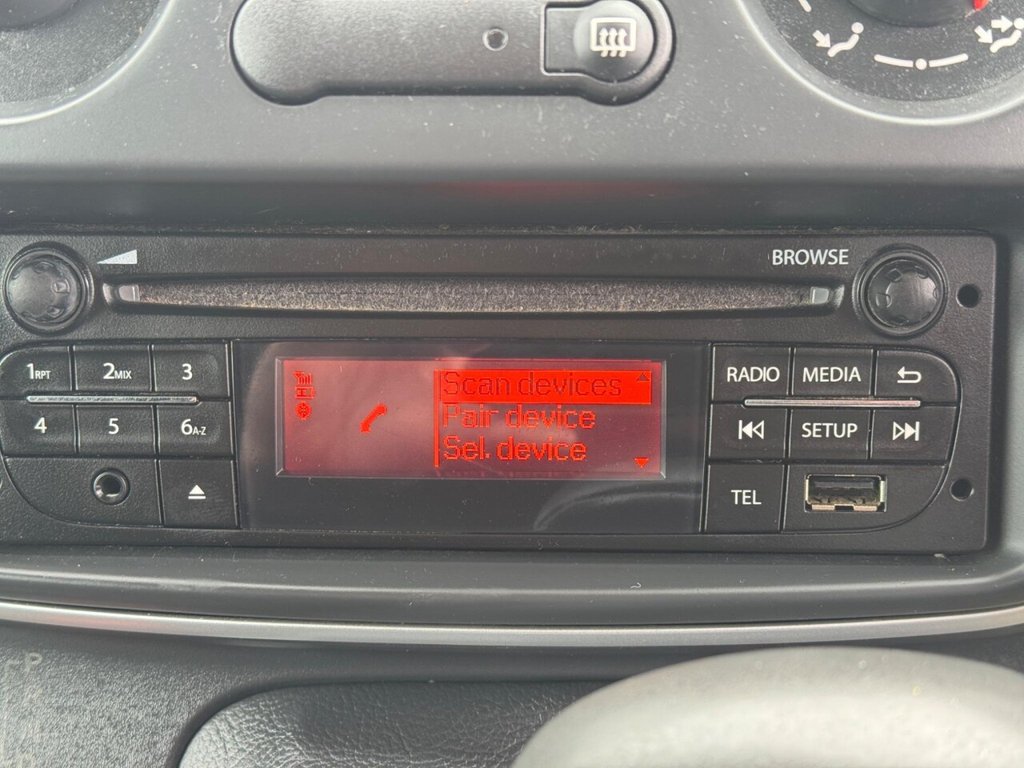 BROWSE
1RPT
2MIX
3
4
5
6A-Z
Scan devices
Pair device
Sel. device
RADIO
MEDIA
SETUP
TEL